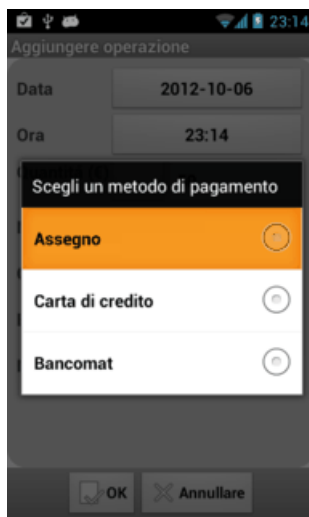 23:14
Aggiungere operazione
Data 2012-10-06
Ora 23:14
Scegli un metodo di pagamento
Assegno
Carta di credito
Bancomat
OK Annullare